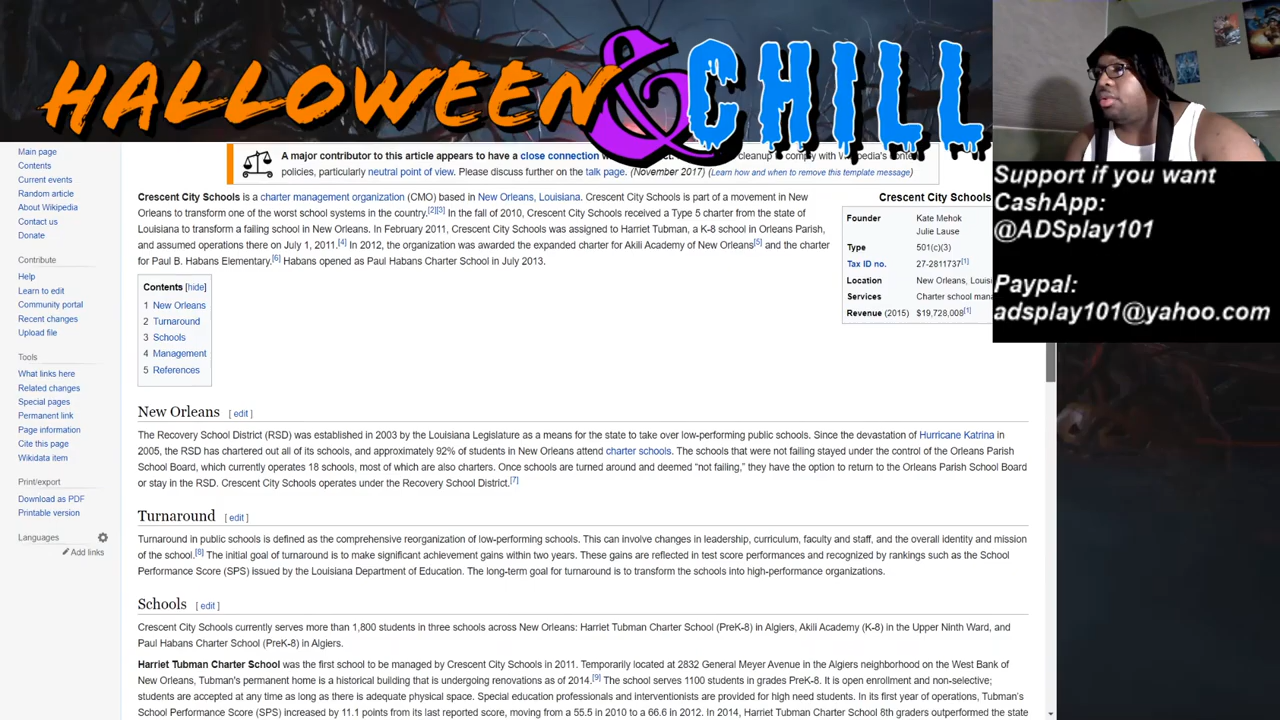 HALLOWEEN & CHILL
A major contributor to this article appears to have a close connection
policies, particularly neutral point of view. Please discuss further on the talk page. (November 2017) (Learn how and when to remove this template message)
Main page
Contents
Current events
Random article
About Wikipedia
Contact us
Donate
Contribute
Help
Learn to edit
Community portal
Recent changes
Upload file
Tools
What links here
Related changes
Special pages
Permanent link
Page information
Cite this page
Wikidata item
Print/export
Download as PDF
Printable version
Languages
Add links
Crescent City Schools is a charter management organization (CMO) based in New Orleans, Louisiana. Crescent City Schools is part of a movement in New
Orleans to transform one of the worst school systems in the country.[2][3] In the fall of 2010, Crescent City Schools received a Type 5 charter from the state of
Louisiana to transform a failing school in New Orleans. In February 2011, Crescent City Schools was assigned to Harriet Tubman, a K-8 school in Orleans Parish,
and assumed operations there on July 1, 2011.[4] In 2012, the organization was awarded the expanded charter for Akili Academy of New Orleans[5] and the charter
for Paul B. Habans Elementary.[6] Habans opened as Paul Habans Charter School in July 2013.
Crescent City Schools
Founder Kate Mehok
Julie Lause
Type 501(c)(3)
Tax ID no. 27-2811737[1]
Location New Orleans,
Services Charter school
Revenue (2015) $19,728,008[1]
Contents [hide]
1 New Orleans
2 Turnaround
3 Schools
4 Management
5 References
New Orleans [ edit ]
The Recovery School District (RSD) was established in 2003 by the Louisiana Legislature as a means for the state to take over low-performing public schools. Since the devastation of Hurricane Katrina in
2005, the RSD has chartered out all of its schools, and approximately 92% of students in New Orleans attend charter schools. The schools that were not failing stayed under the control of the Orleans Parish
School Board, which currently operates 18 schools, most of which are also charters. Once schools are turned around and deemed "not failing," they have the option to return to the Orleans Parish School Board
or stay in the RSD. Crescent City Schools operates under the Recovery School District.[7]
Turnaround [ edit ]
Turnaround in public schools is defined as the comprehensive reorganization of low-performing schools. This can involve changes in leadership, curriculum, faculty and staff, and the overall identity and mission
of the school.[8] The initial goal of turnaround is to make significant achievement gains within two years. These gains are reflected in test score performances and recognized by rankings such as the School
Performance Score (SPS) issued by the Louisiana Department of Education. The long-term goal for turnaround is to transform the schools into high-performance organizations.
Schools [ edit ]
Crescent City Schools currently serves more than 1,800 students in three schools across New Orleans: Harriet Tubman Charter School (PreK-8) in Algiers, Akili Academy (K-8) in the Upper Ninth Ward, and
Paul Habans Charter School (PreK-8) in Algiers.
Harriet Tubman Charter School was the first school to be managed by Crescent City Schools in 2011. Temporarily located at 2832 General Meyer Avenue in the Algiers neighborhood on the West Bank of
New Orleans, Tubman's permanent home is a historical building that is undergoing renovations as of 2014.[9] The school serves 1100 students in grades PreK-8. It is open enrollment and non-selective;
students are accepted at any time as long as there is adequate physical space. Special education professionals and interventionists are provided for high need students. In its first year of operations, Tubman's
School Performance Score (SPS) increased by 11.1 points from its last reported score, moving from a 55.5 in 2010 to a 66.6 in 2012. In 2014, Harriet Tubman Charter School 8th graders outperformed the state
Support if you want
CashApp:
@ADSplay101
Paypal:
adsplay101@yahoo.com